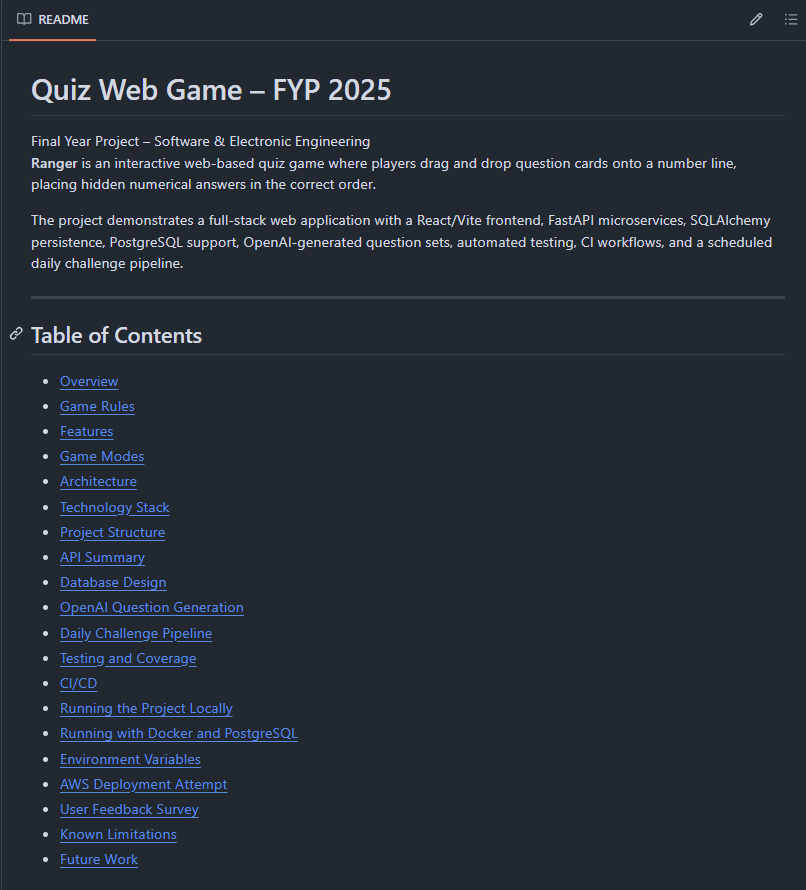 README
Quiz Web Game – FYP 2025
Final Year Project – Software & Electronic Engineering
Ranger is an interactive web-based quiz game where players drag and drop question cards onto a number line,
placing hidden numerical answers in the correct order.
The project demonstrates a full-stack web application with a React/Vite frontend, FastAPI microservices, SQLAlchemy
persistence, PostgreSQL support, OpenAI-generated question sets, automated testing, CI workflows, and a scheduled
daily challenge pipeline.
Table of Contents
Overview
Game Rules
Features
Game Modes
Architecture
Technology Stack
Project Structure
API Summary
Database Design
OpenAI Question Generation
Daily Challenge Pipeline
Testing and Coverage
CI/CD
Running the Project Locally
Running with Docker and PostgreSQL
Environment Variables
AWS Deployment Attempt
User Feedback Survey
Known Limitations
Future Work